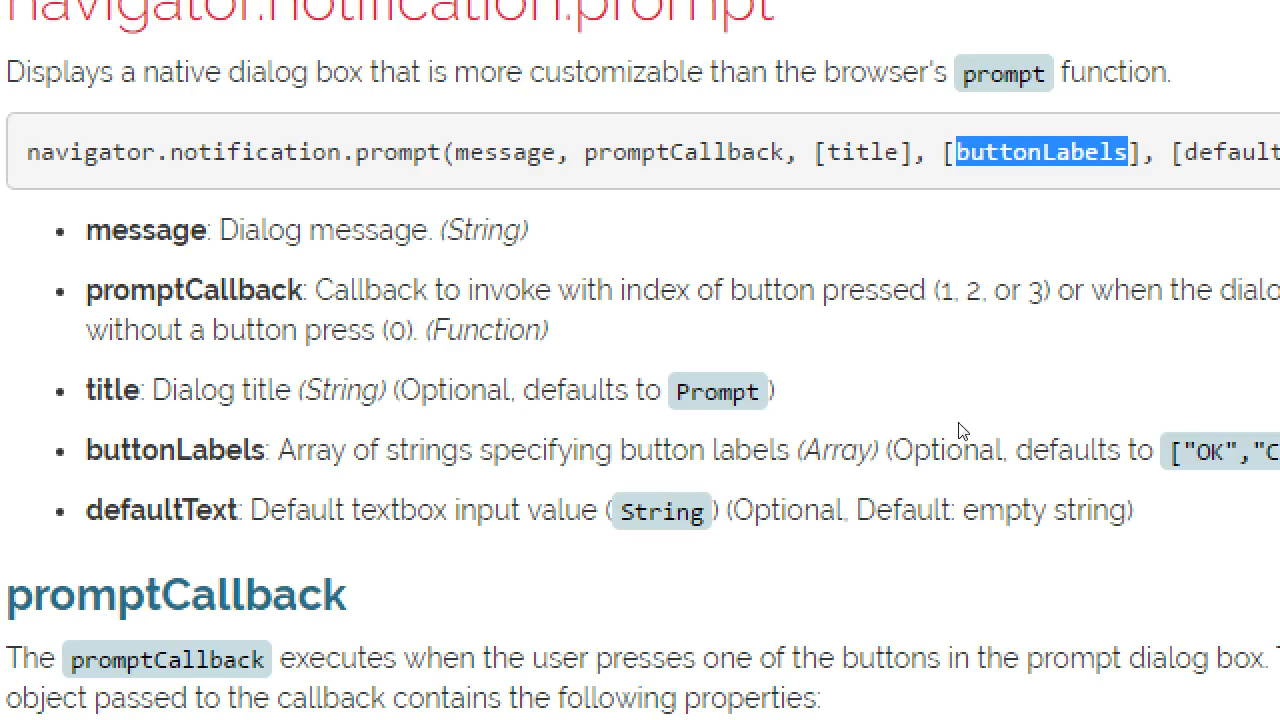 navigator.notification.prompt
Displays a native dialog box that is more customizable than the browser's prompt function.
navigator.notification.prompt(message, promptCallback, [title], [buttonLabels], [default
• message: Dialog message. (String)
• promptCallback: Callback to invoke with index of button pressed (1, 2, or 3) or when the dialo
without a button press (0). (Function)
• title: Dialog title (String) (Optional, defaults to Prompt)
• buttonLabels: Array of strings specifying button labels (Array) (Optional, defaults to ["OK","C
• defaultText: Default textbox input value (String) (Optional, Default: empty string)
promptCallback
The promptCallback executes when the user presses one of the buttons in the prompt dialog box. T
object passed to the callback contains the following properties: